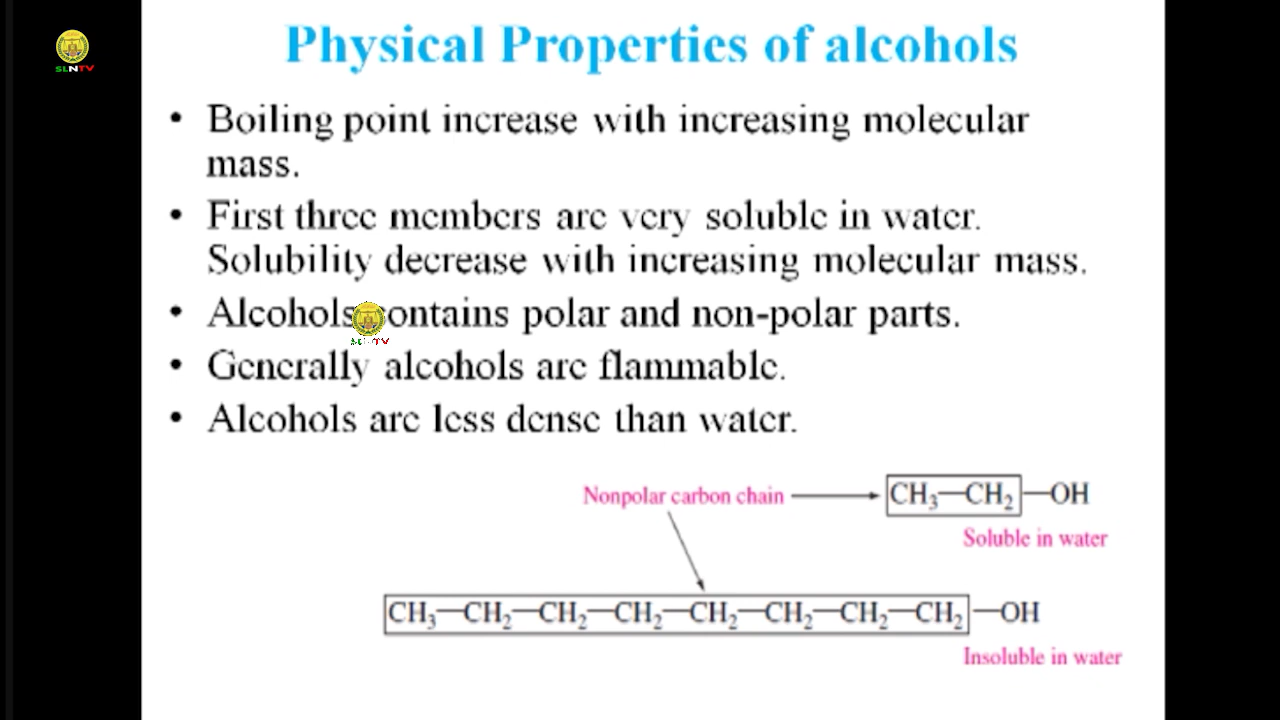 SLNTV
Physical Properties of alcohols
• Boiling point increase with increasing molecular
mass.
• First three members are very soluble in water.
Solubility decrease with increasing molecular mass.
• Alcohols contains polar and non-polar parts.
SLNTV
• Generally alcohols are flammable.
• Alcohols are less dense than water.
Nonpolar carbon chain
CH₃—CH₂—OH
Soluble in water
CH₃—CH₂—CH₂—CH₂—CH₂—CH₂—CH₂—CH₂—OH
Insoluble in water